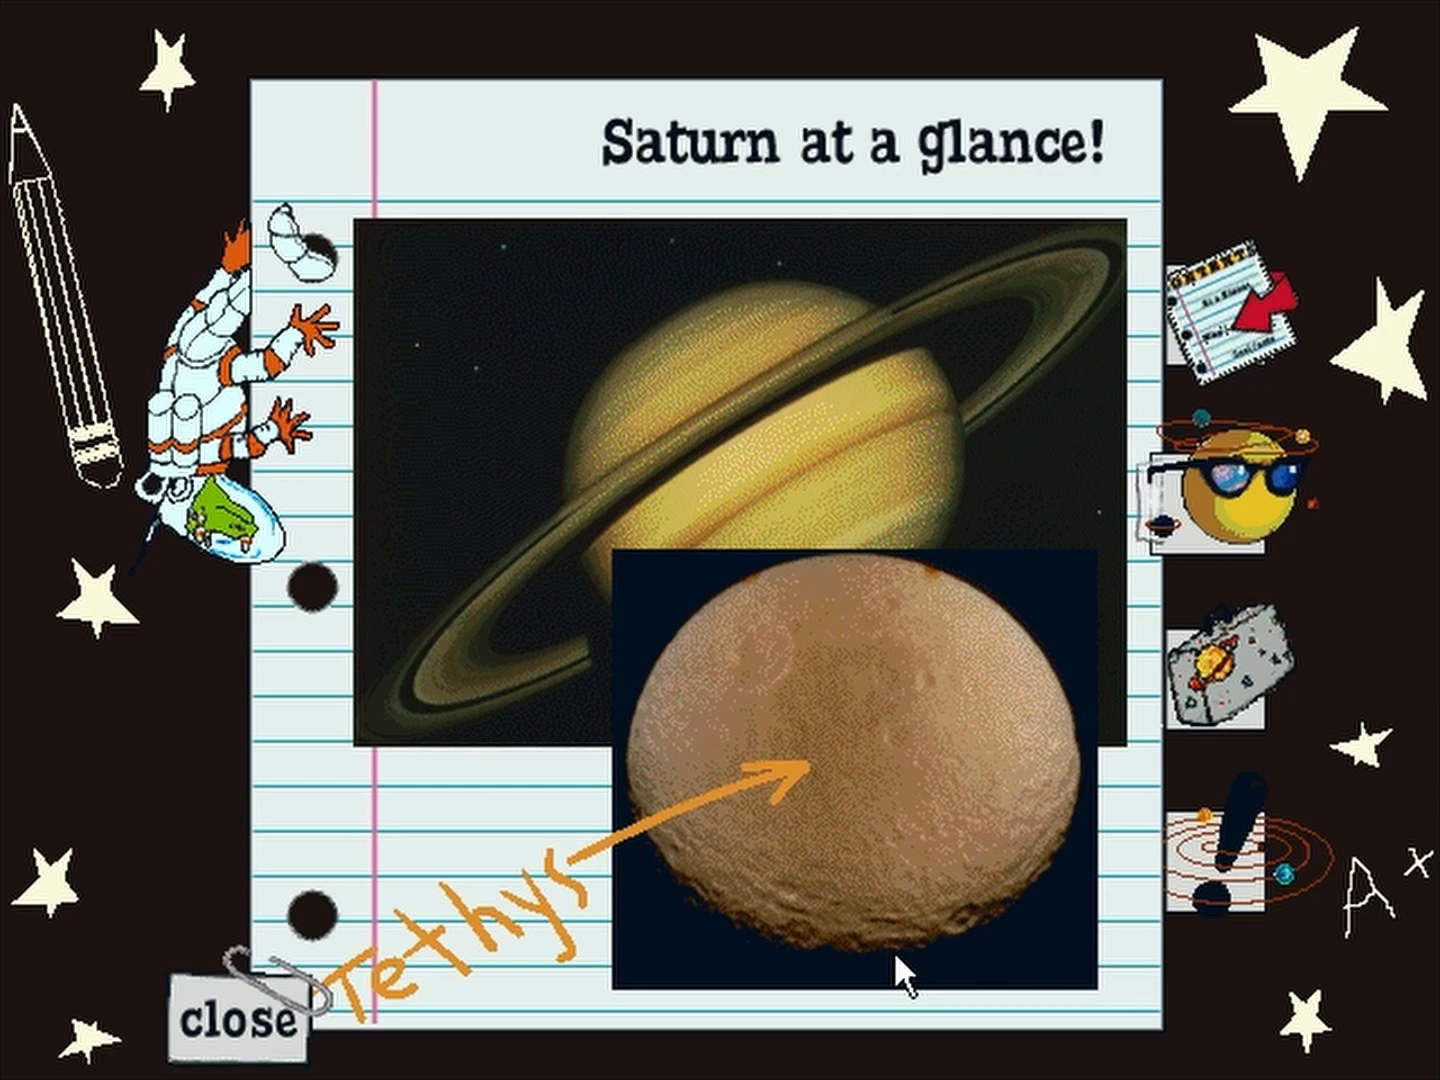 Saturn at a glance!
Tethys
close
A x